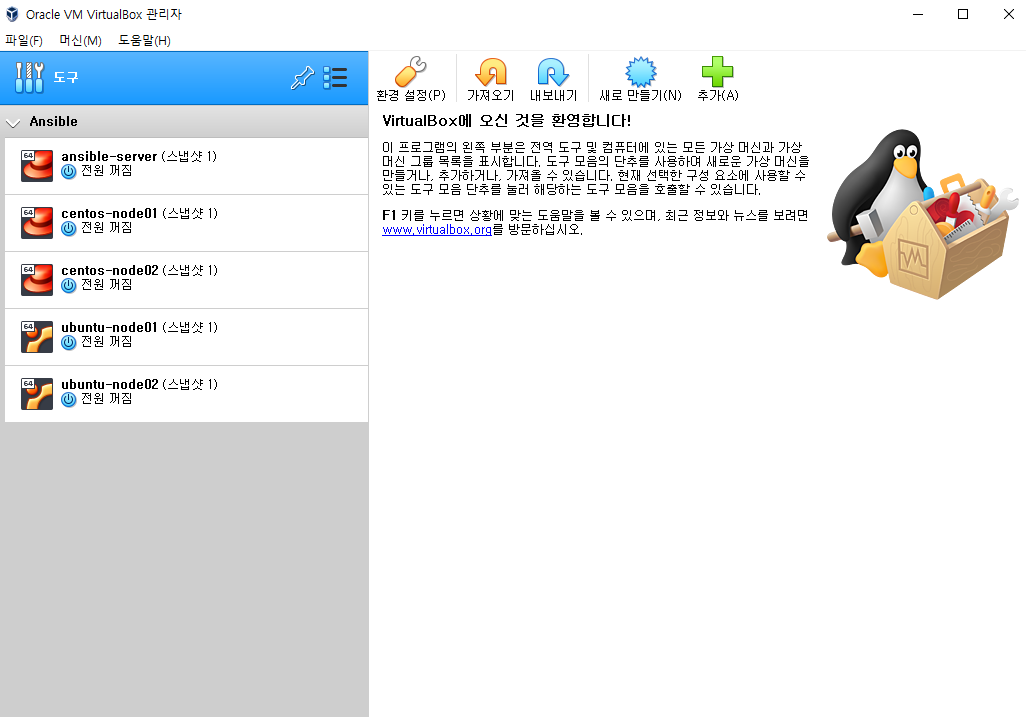 Oracle VM VirtualBox 관리자
파일(F) 머신(M) 도움말(H)
도구
환경 설정(P) 가져오기 내보내기 새로 만들기(N) 추가(A)
Ansible
64
ansible-server (스냅샷 1)
전원 꺼짐
64
centos-node01 (스냅샷 1)
전원 꺼짐
64
centos-node02 (스냅샷 1)
전원 꺼짐
64
ubuntu-node01 (스냅샷 1)
전원 꺼짐
64
ubuntu-node02 (스냅샷 1)
전원 꺼짐
VirtualBox에 오신 것을 환영합니다!
이 프로그램의 왼쪽 부분은 전역 도구 및 컴퓨터에 있는 모든 가상 머신과 가상
머신 그룹 목록을 표시합니다. 도구 모음의 단추를 사용하며 새로운 가상 머신을
만들거나, 추가하거나, 가져올 수 있습니다. 현재 선택한 구성 요소에 사용할 수
있는 도구 모음 단추를 눌러 해당하는 도구 모음을 호출할 수 있습니다.
F1 키를 누르면 상황에 맞는 도움말을 볼 수 있으며, 최근 정보와 뉴스를 보려면
www.virtualbox.org를 방문하십시오.